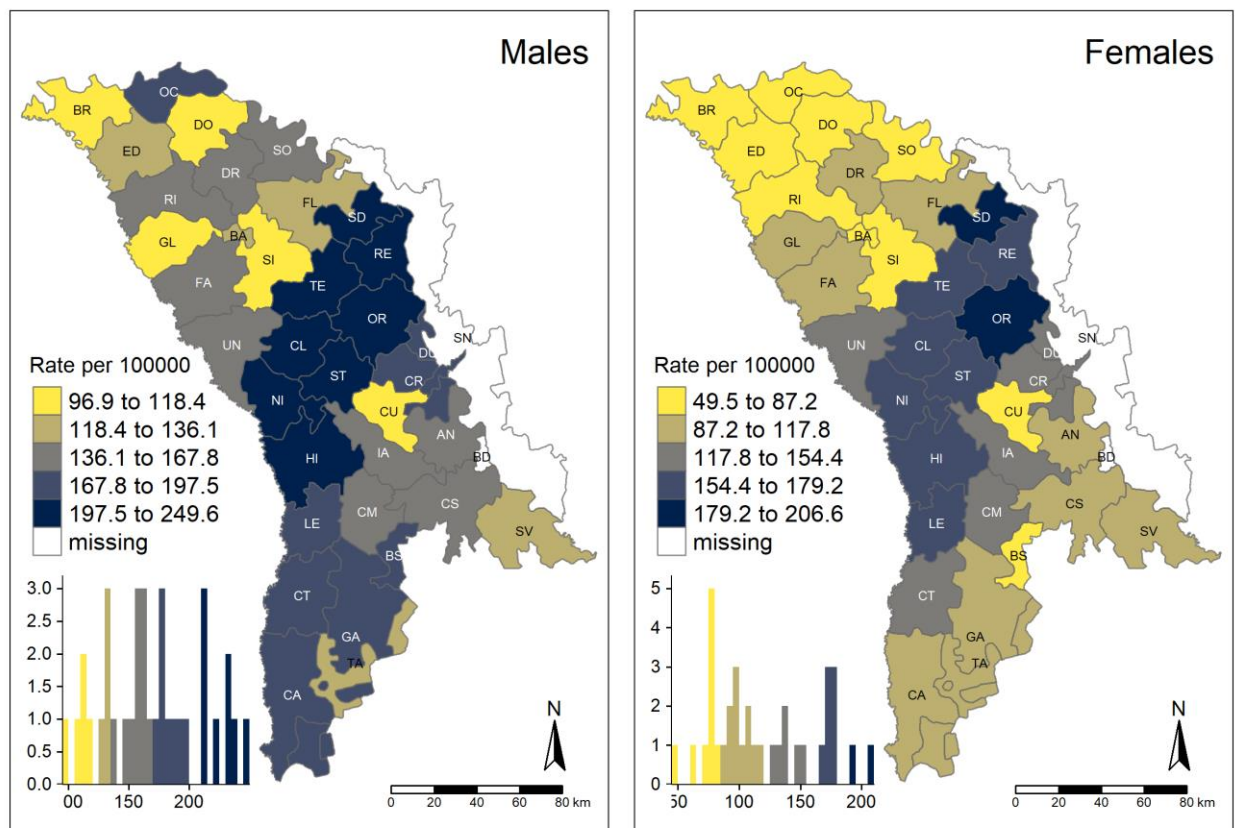 Males
OC
BR
DO
ED
SO
DR
RI
FL
SD
GL
BA
SI
RE
FA
TE
OR
UN
CL
SN
DU
ST
CR
NI
CU
AN
HI
IA
BD
LE
CM
CS
SV
BS
CT
GA
TA
CA
Rate per 100000
96.9 to 118.4
118.4 to 136.1
136.1 to 167.8
167.8 to 197.5
197.5 to 249.6
missing
3.0
2.5
2.0
1.5
1.0
0.5
0.0
00 150 200
N
0 20 40 60 80 km
Females
OC
BR
DO
ED
SO
DR
RI
FL
SD
GL
BA
SI
RE
FA
TE
OR
UN
CL
SN
DU
ST
CR
NI
CU
AN
HI
IA
BD
LE
CM
CS
SV
BS
CT
GA
TA
CA
Rate per 100000
49.5 to 87.2
87.2 to 117.8
117.8 to 154.4
154.4 to 179.2
179.2 to 206.6
missing
5
4
3
2
1
0
50 100 150 200
N
0 20 40 60 80 km